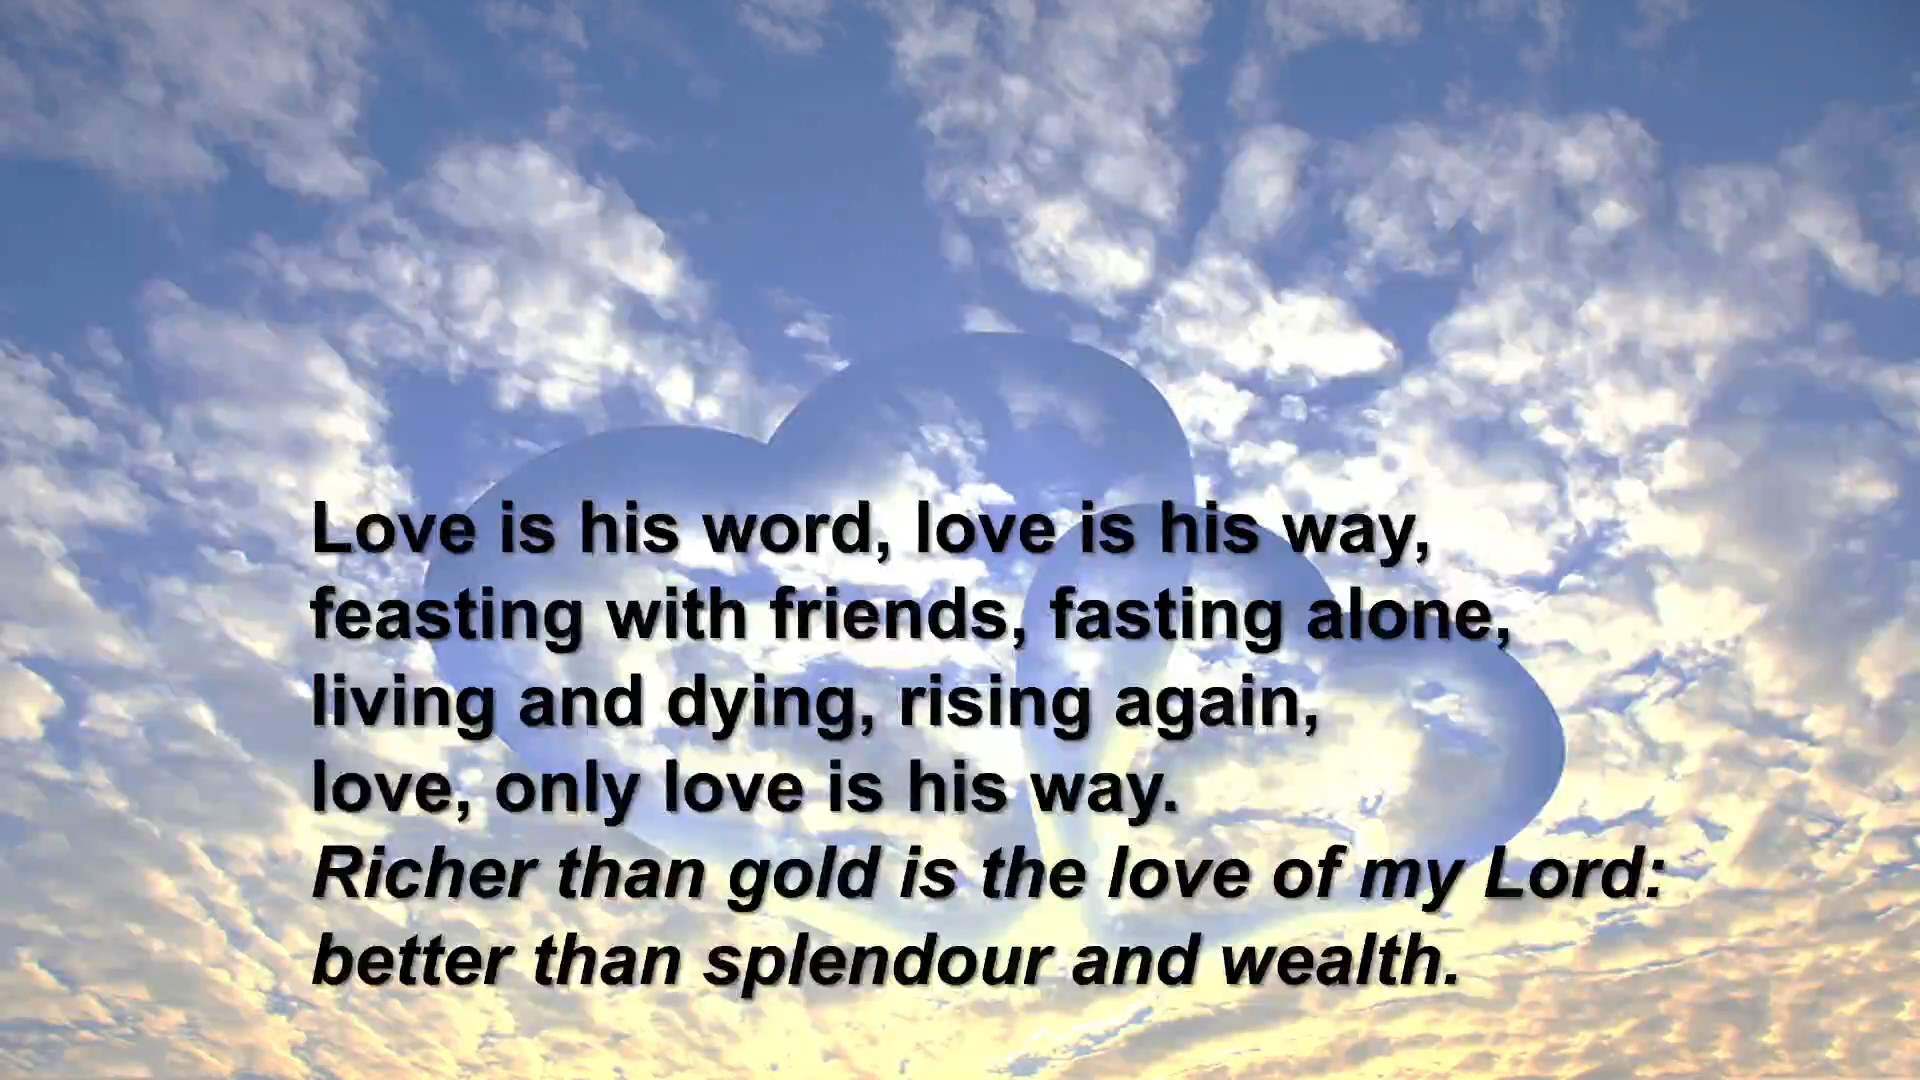 Love is his word, love is his way,
feasting with friends, fasting alone,
living and dying, rising again,
love, only love is his way.
Richer than gold is the love of my Lord:
better than splendour and wealth.